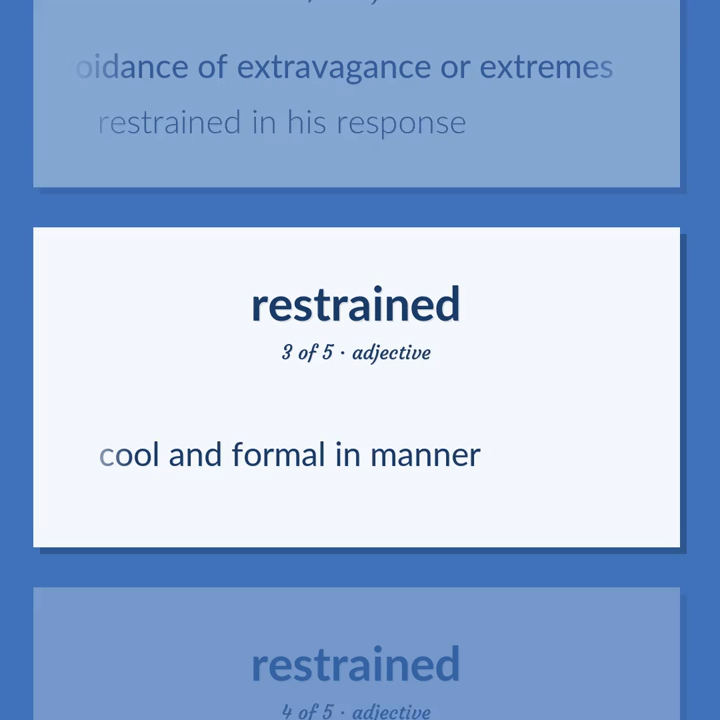 of extravagance or extremes
restrained in his response
restrained
3 of 5 · adjective
cool and formal in manner
restrained
4 of 5 · adjective